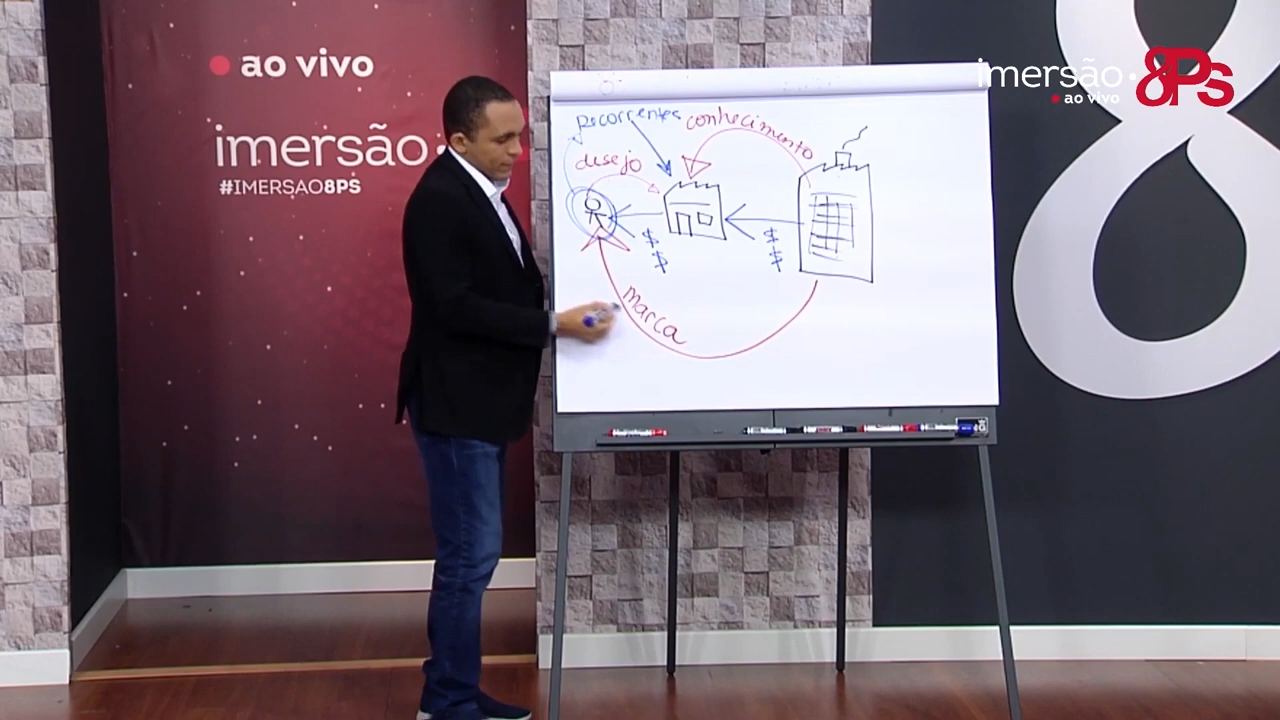 ao vivo
imersão
#IMERSAO8PS
imersão 8Ps
ao vivo
recorrentes
conhecimento
desejo
$ $
$ $
marca